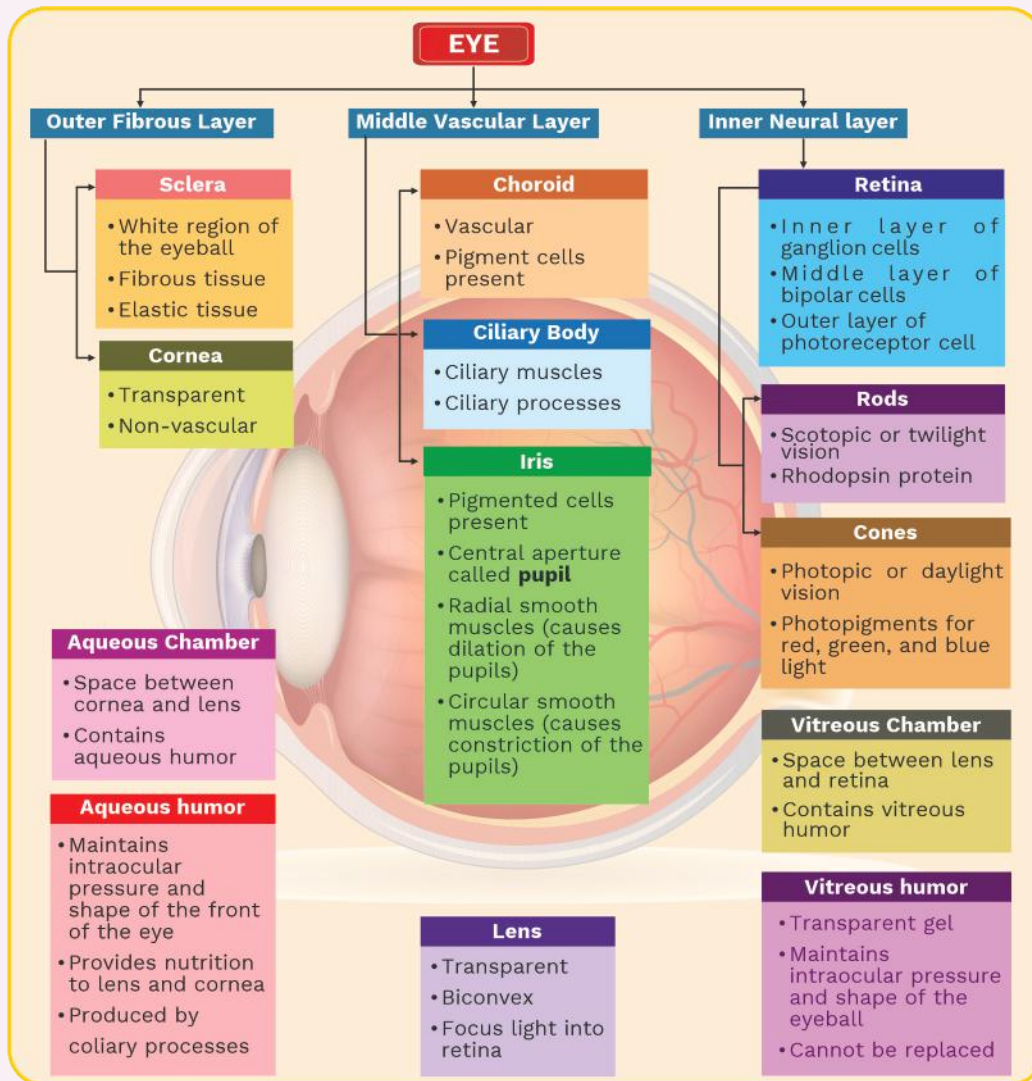 EYE
Outer Fibrous Layer
Middle Vascular Layer
Inner Neural layer
Sclera
• White region of
the eyeball
• Fibrous tissue
• Elastic tissue
Cornea
• Transparent
• Non-vascular
Choroid
• Vascular
• Pigment cells
present
Ciliary Body
• Ciliary muscles
• Ciliary processes
Iris
• Pigmented cells
present
• Central aperture
called pupil
• Radial smooth
muscles (causes
dilation of the
pupils)
• Circular smooth
muscles (causes
constriction of the
pupils)
Retina
• Inner layer of
ganglion cells
• Middle layer of
bipolar cells
• Outer layer of
photoreceptor cell
Rods
• Scotopic or twilight
vision
• Rhodopsin protein
Cones
• Photopic or daylight
vision
• Photopigments for
red, green, and blue
light
Aqueous Chamber
• Space between
cornea and lens
• Contains
aqueous humor
Aqueous humor
• Maintains
intraocular
pressure and
shape of the front
of the eye
• Provides nutrition
to lens and cornea
• Produced by
coliary processes
Lens
• Transparent
• Biconvex
• Focus light into
retina
Vitreous Chamber
• Space between lens
and retina
• Contains vitreous
humor
Vitreous humor
• Transparent gel
• Maintains
intraocular pressure
and shape of the
eyeball
• Cannot be replaced